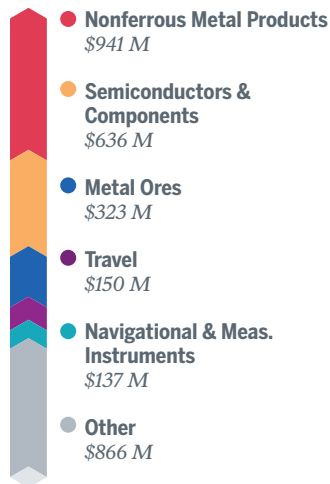 Nonferrous Metal Products
$941 M
Semiconductors &
Components
$636 M
Metal Ores
$323 M
Travel
$150 M
Navigational & Meas.
Instruments
$137 M
Other
$866 M